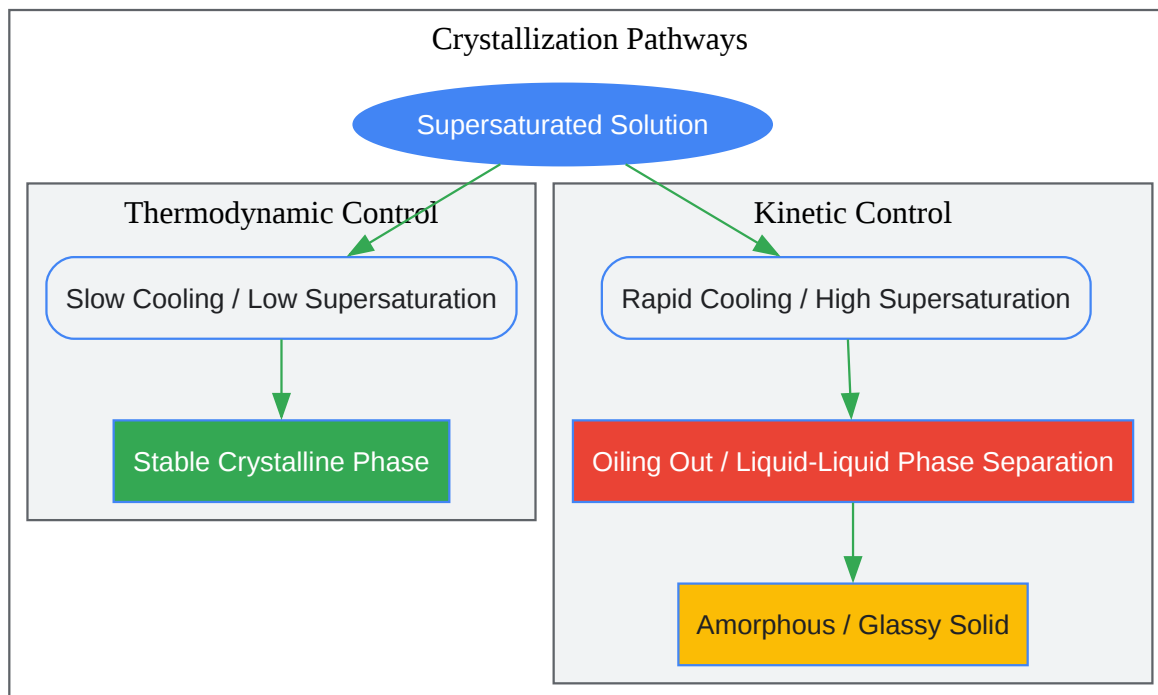 Crystallization Pathways
Supersaturated Solution
Thermodynamic Control
Slow Cooling / Low Supersaturation
Stable Crystalline Phase
Kinetic Control
Rapid Cooling / High Supersaturation
Oiling Out / Liquid-Liquid Phase Separation
Amorphous / Glassy Solid